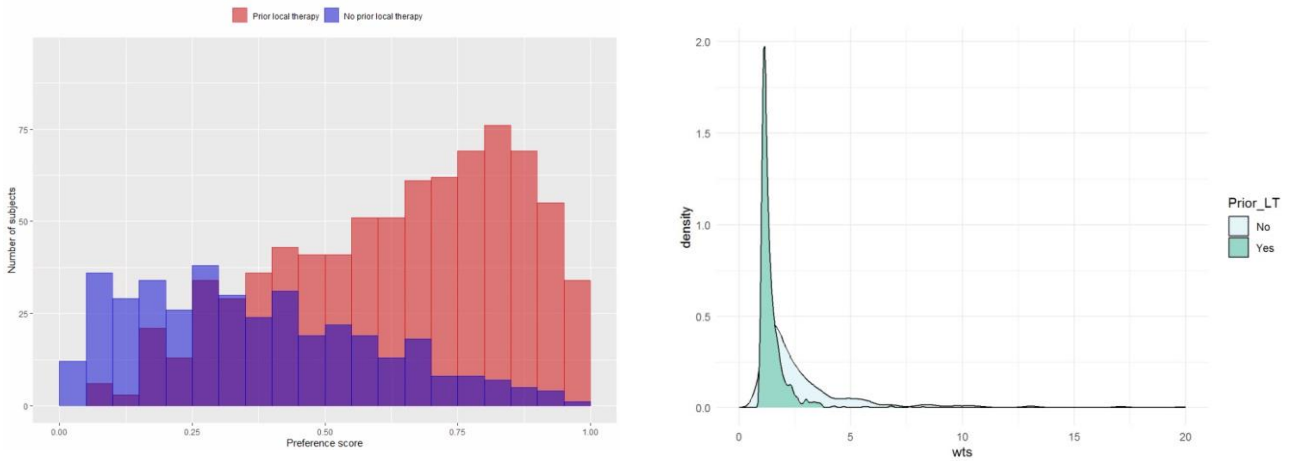 Prior local therapy No prior local therapy
Number of subjects
75
50
25
0
0.00 0.25 0.50 0.75 1.00
Preference score
density
2.0
1.5
1.0
0.5
0.0
0 5 10 15 20
wts
Prior_LT
No
Yes